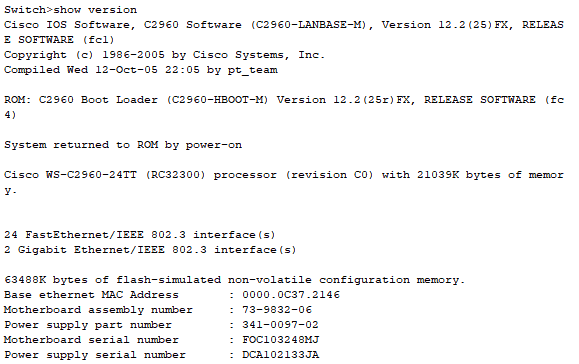 Switch>show version
Cisco IOS Software, C2960 Software (C2960-LANBASE-M), Version 12.2(25)FX, RELEAS
E SOFTWARE (fc1)
Copyright (c) 1986-2005 by Cisco Systems, Inc.
Compiled Wed 12-Oct-05 22:05 by pt_team

ROM: C2960 Boot Loader (C2960-HBOOT-M) Version 12.2(25r)FX, RELEASE SOFTWARE (fc
4)

System returned to ROM by power-on

Cisco WS-C2960-24TT (RC32300) processor (revision C0) with 21039K bytes of memor
y.

24 FastEthernet/IEEE 802.3 interface(s)
2 Gigabit Ethernet/IEEE 802.3 interface(s)

63488K bytes of flash-simulated non-volatile configuration memory.
Base ethernet MAC Address       : 0000.0C37.2146
Motherboard assembly number     : 73-9832-06
Power supply part number        : 341-0097-02
Motherboard serial number       : FOC103248MJ
Power supply serial number      : DCA102133JA